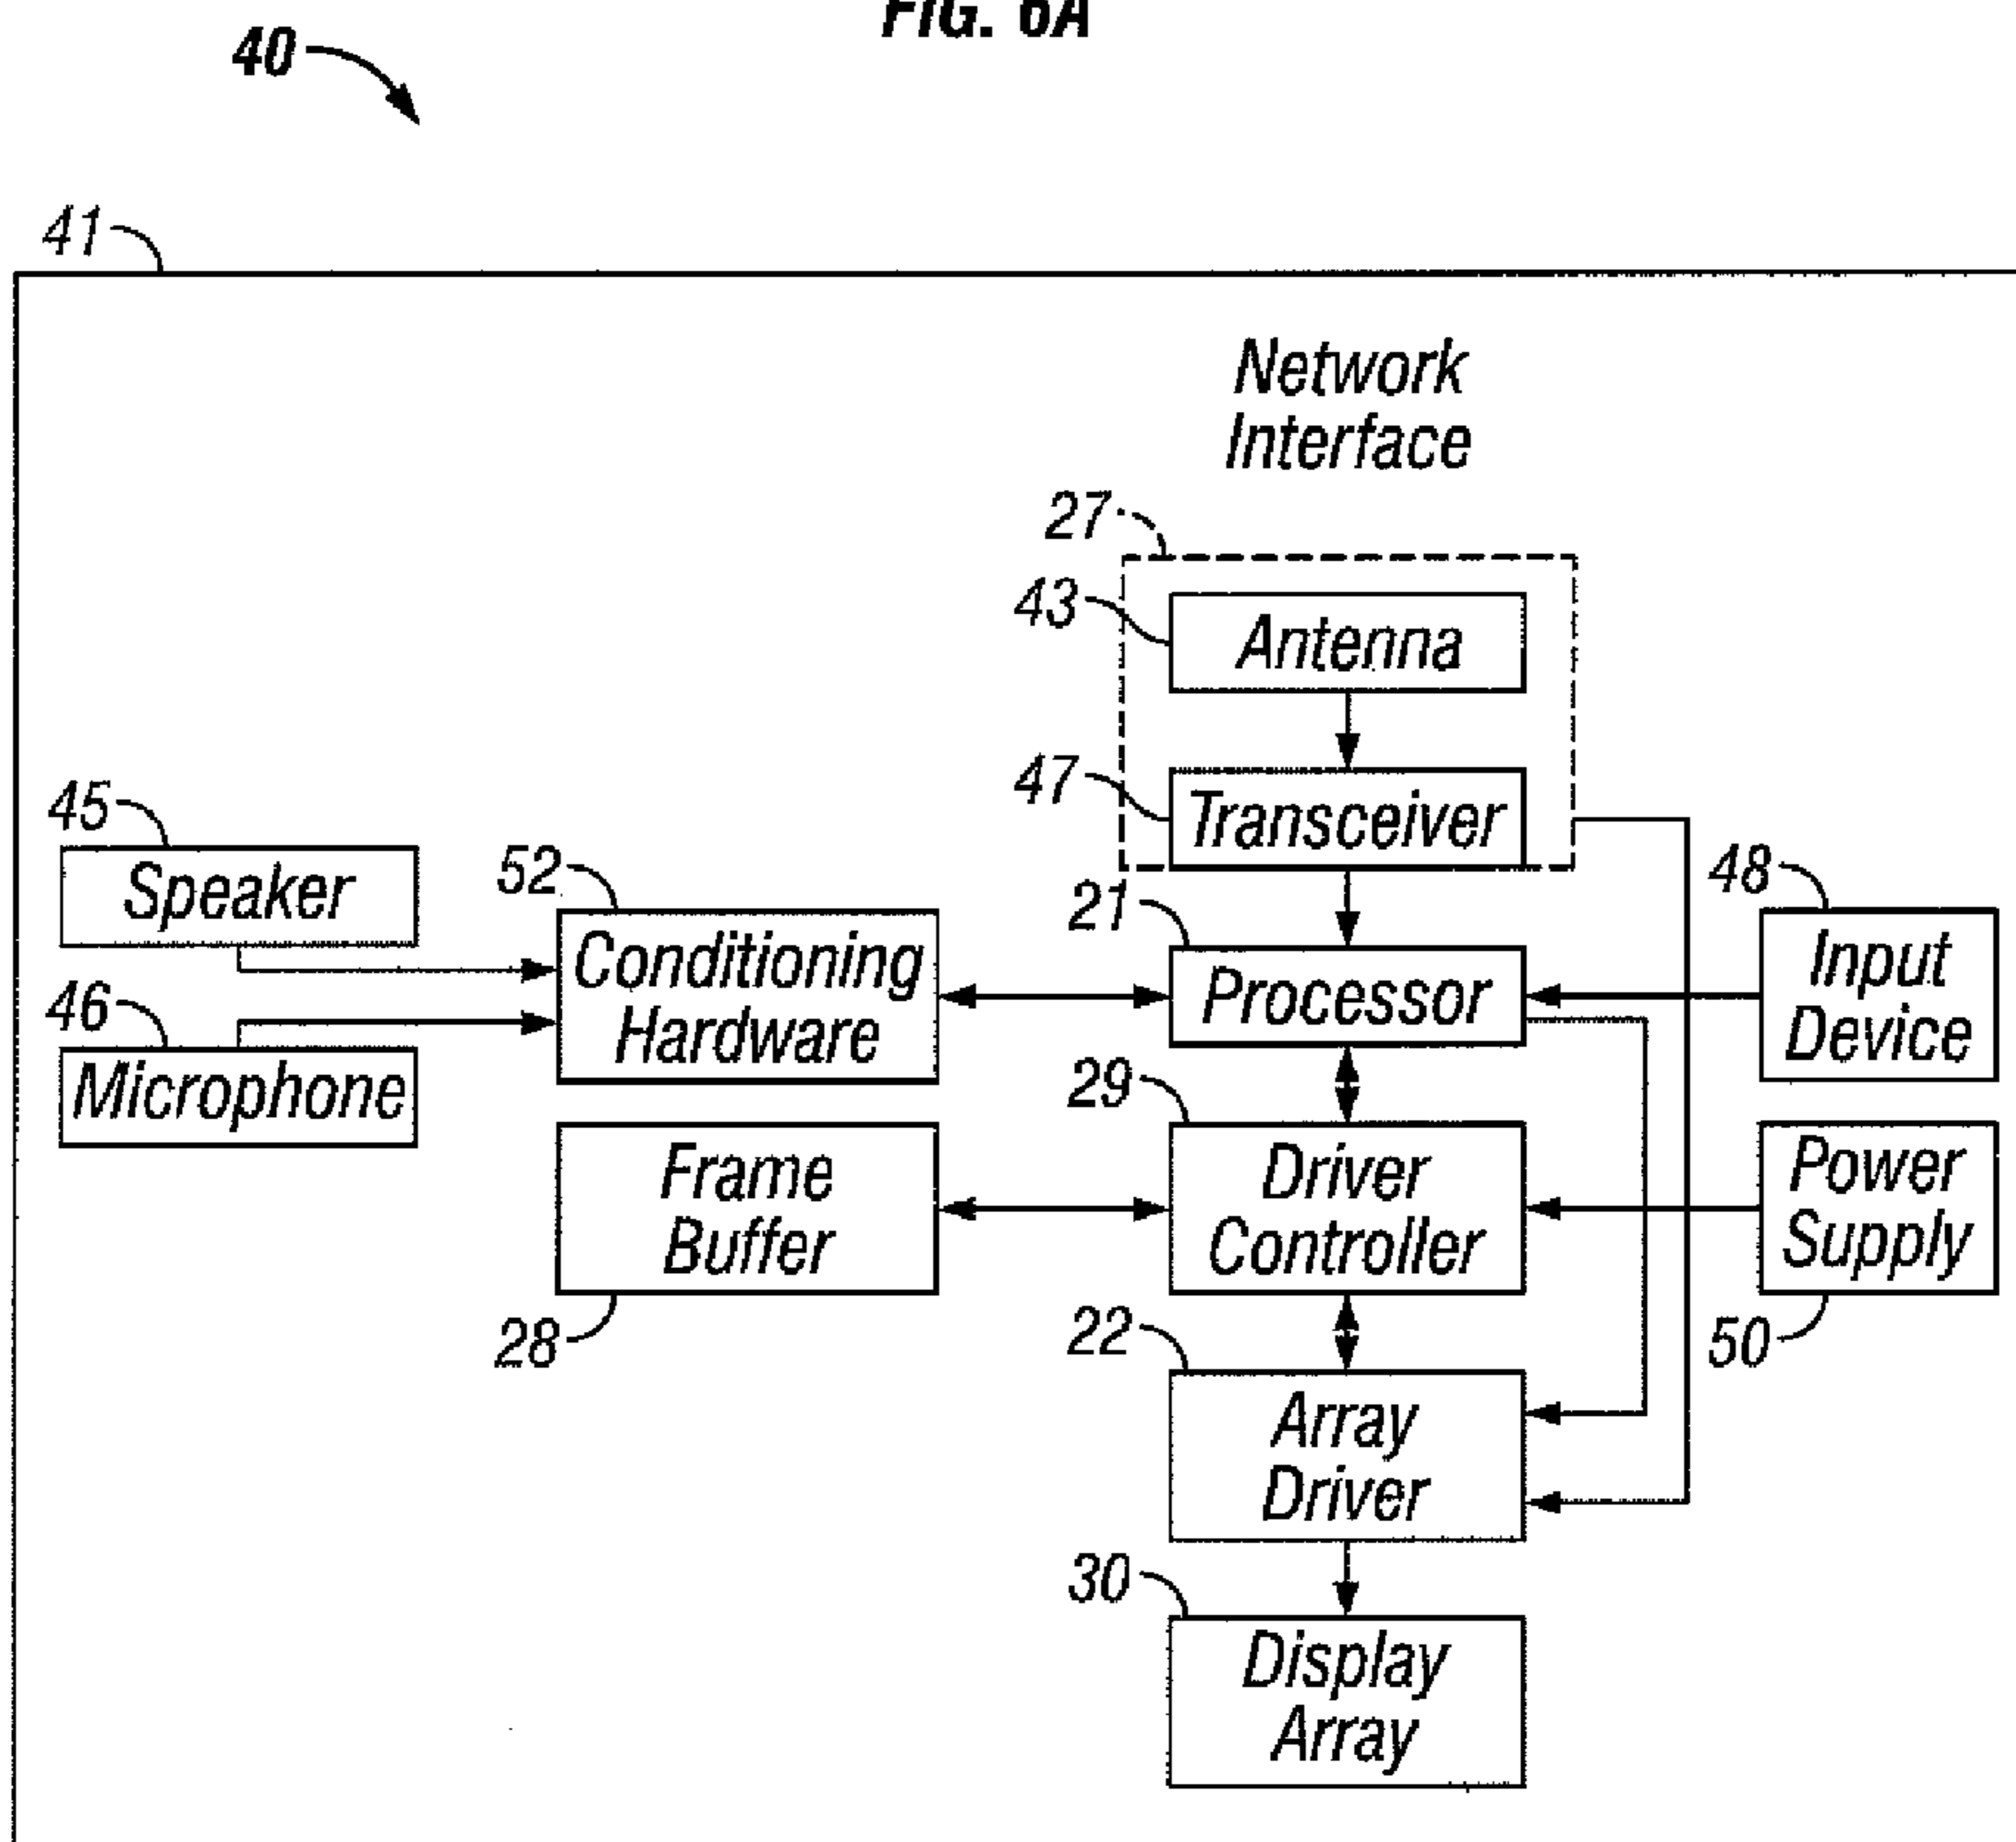 FIG. 6A
40
41
Network
Interface
27
43
Antenna
47
Transceiver
45
Speaker
52
Conditioning
Hardware
21
Processor
48
Input
Device
46
Microphone
29
Driver
Controller
Frame
Buffer
28
Power
Supply
50
22
Array
Driver
30
Display
Array